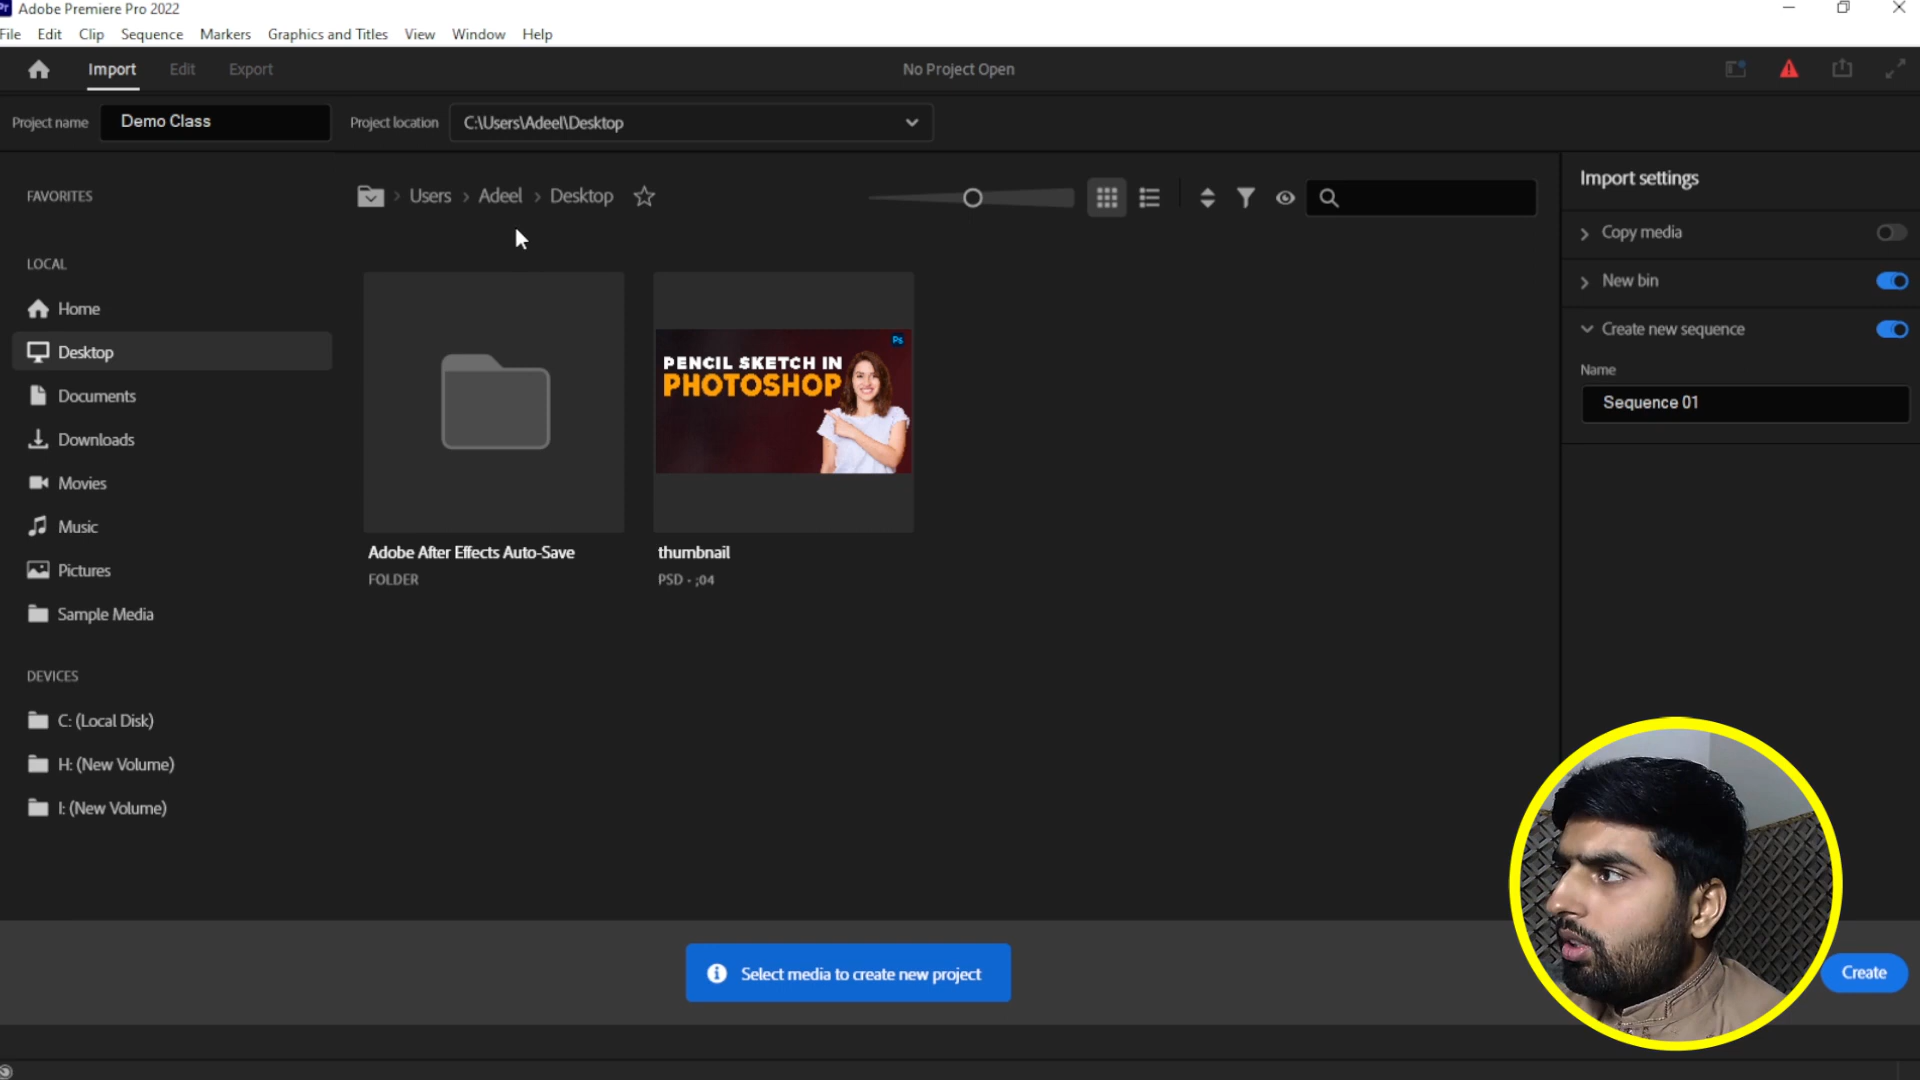 Pr Adobe Premiere Pro 2022
File Edit Clip Sequence Markers Graphics and Titles View Window Help
Import Edit Export No Project Open
Project name Demo Class Project location C:\Users\Adeel\Desktop
FAVORITES
Users > Adeel > Desktop
LOCAL
Home
Desktop
Documents
Downloads
Movies
Music
Pictures
Sample Media
DEVICES
C: (Local Disk)
H: (New Volume)
I: (New Volume)
Ps
PENCIL SKETCH IN
PHOTOSHOP
Adobe After Effects Auto-Save
FOLDER
thumbnail
PSD - ;04
Import settings
Copy media
New bin
Create new sequence
Name
Sequence 01
Select media to create new project
Create